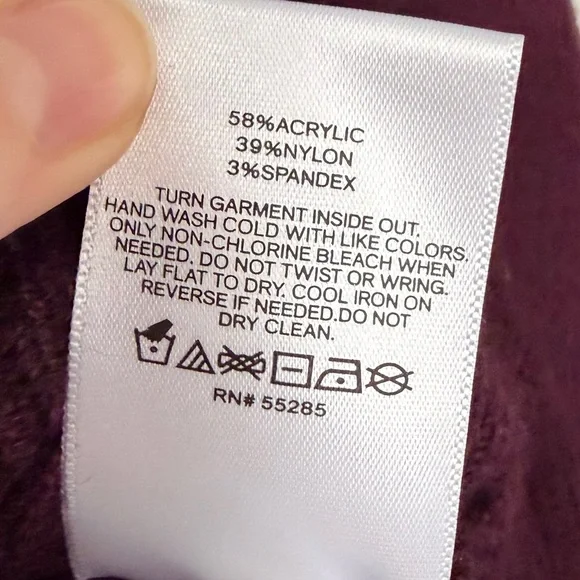 58%ACRYLIC
39%NYLON
3%SPANDEX
TURN GARMENT INSIDE OUT.
HAND WASH COLD WITH LIKE COLORS.
ONLY NON-CHLORINE BLEACH WHEN
NEEDED. DO NOT TWIST OR WRING.
LAY FLAT TO DRY. COOL IRON ON
REVERSE IF NEEDED.DO NOT
DRY CLEAN.
RN# 55285